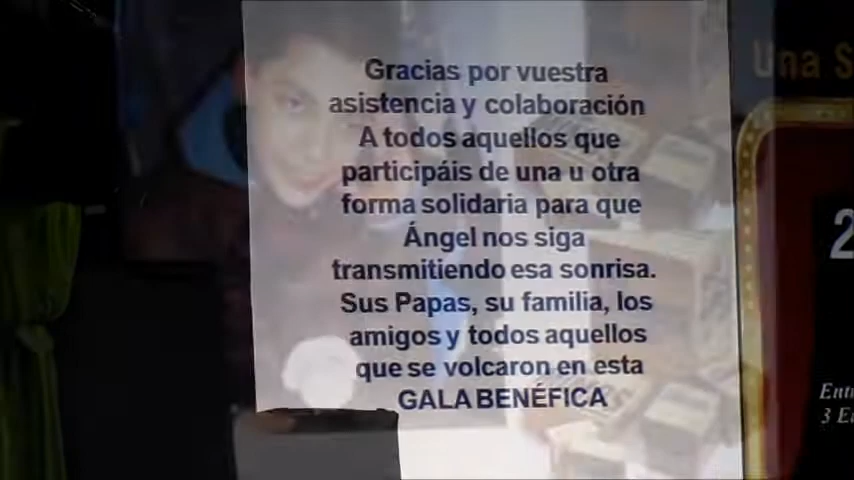 Gracias por vuestra
asistencia y colaboración
A todos aquellos que
participáis de una u otra
forma solidaria para que
Ángel nos siga
transmitiendo esa sonrisa.
Sus Papas, su familia, los
amigos y todos aquellos
que se volcaron en esta
GALA BENÉFICA
Una
2
3